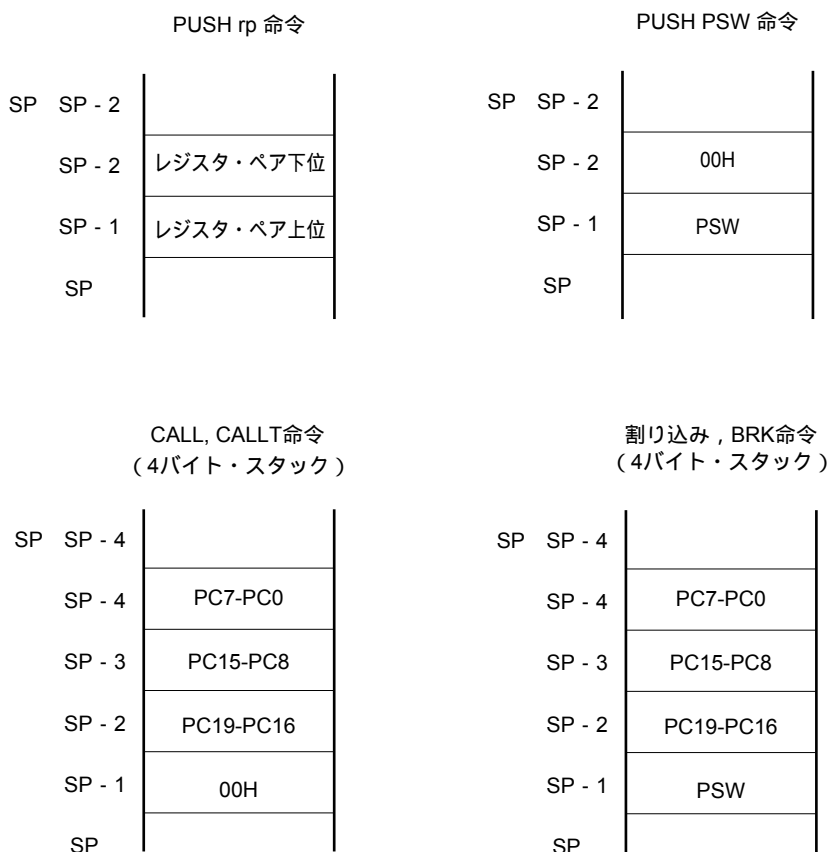 PUSH rp 命令
SP SP - 2
SP - 2 レジスタ・ペア下位
SP - 1 レジスタ・ペア上位
SP
PUSH PSW 命令
SP SP - 2
SP - 2 00H
SP - 1 PSW
SP
CALL, CALLT命令
(4バイト・スタック)
SP SP - 4
SP - 4 PC7-PC0
SP - 3 PC15-PC8
SP - 2 PC19-PC16
SP - 1 00H
SP
割り込み,BRK命令
(4バイト・スタック)
SP SP - 4
SP - 4 PC7-PC0
SP - 3 PC15-PC8
SP - 2 PC19-PC16
SP - 1 PSW
SP